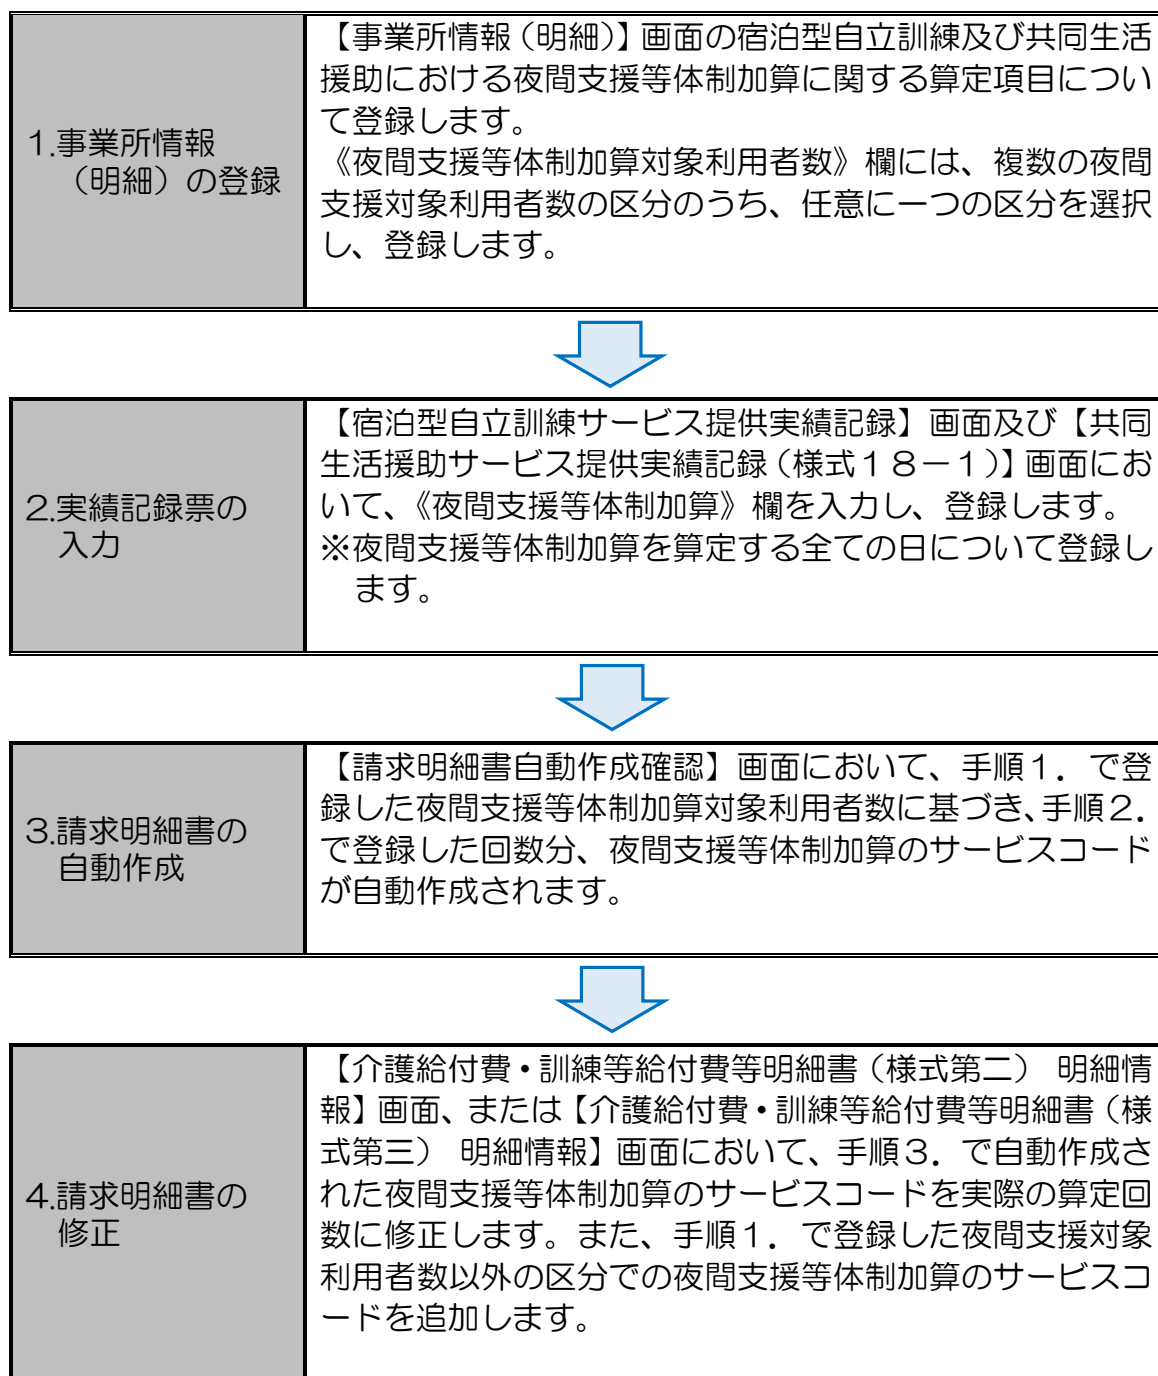 1.事業所情報
（明細）の登録
【事業所情報（明細）】画面の宿泊型自立訓練及び共同生活
援助における夜間支援等体制加算に関する算定項目につい
て登録します。
《夜間支援等体制加算対象利用者数》欄には、複数の夜間
支援対象利用者数の区分のうち、任意に一つの区分を選択
し、登録します。
2.実績記録票の
入力
【宿泊型自立訓練サービス提供実績記録】画面及び【共同
生活援助サービス提供実績記録（様式１８－１）】画面にお
いて、《夜間支援等体制加算》欄を入力し、登録します。
※夜間支援等体制加算を算定する全ての日について登録し
ます。
3.請求明細書の
自動作成
【請求明細書自動作成確認】画面において、手順１．で登
録した夜間支援等体制加算対象利用者数に基づき、手順２．
で登録した回数分、夜間支援等体制加算のサービスコード
が自動作成されます。
4.請求明細書の
修正
【介護給付費・訓練等給付費等明細書（様式第二）　明細情
報】画面、または【介護給付費・訓練等給付費等明細書（様
式第三）　明細情報】画面において、手順３．で自動作成さ
れた夜間支援等体制加算のサービスコードを実際の算定回
数に修正します。また、手順１．で登録した夜間支援対象
利用者数以外の区分での夜間支援等体制加算のサービスコ
ードを追加します。